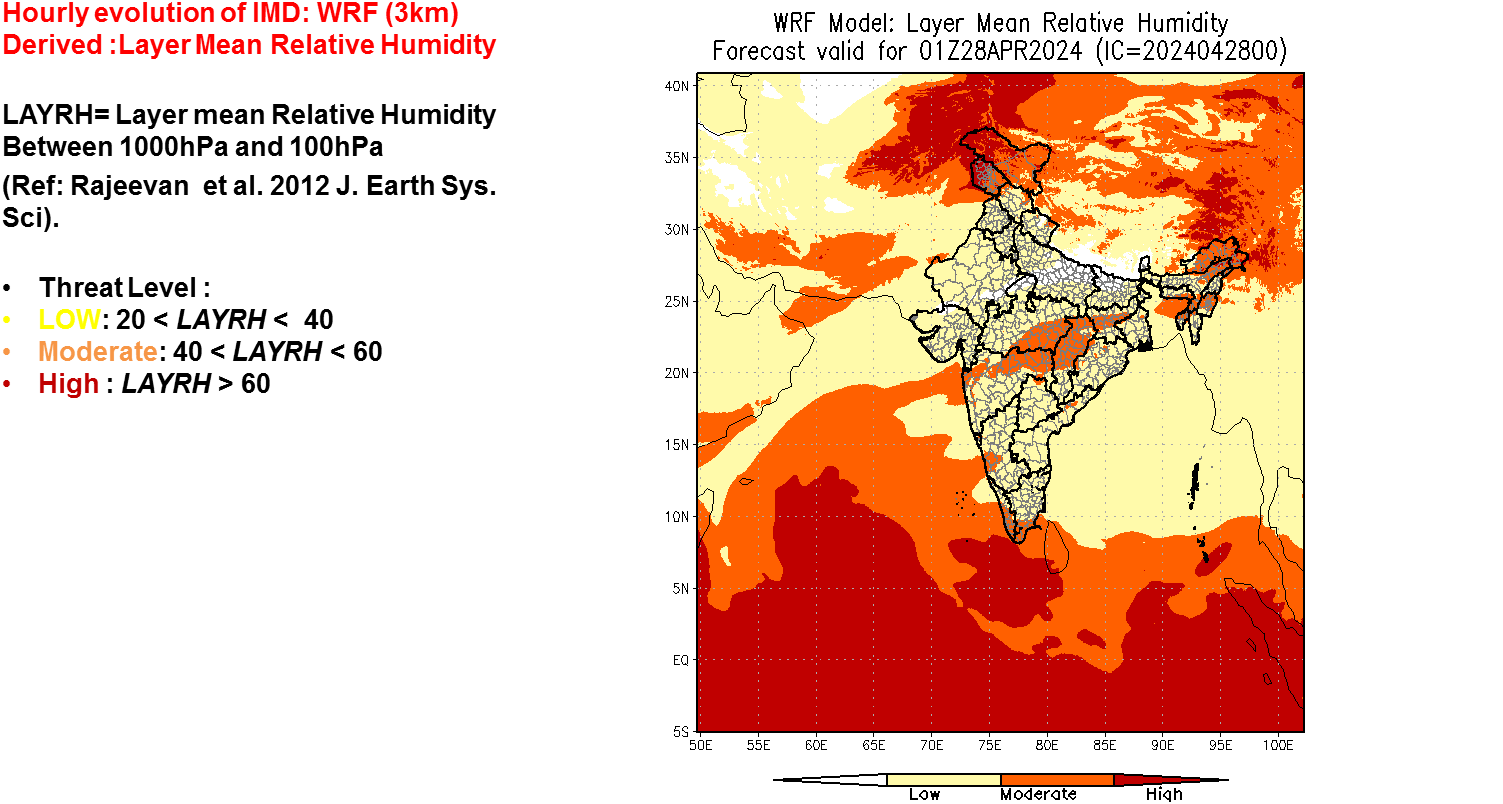 Hourly evolution of IMD: WRF (3km)
Derived :Layer Mean Relative Humidity
LAYRH= Layer mean Relative Humidity
Between 1000hPa and 100hPa
(Ref: Rajeevan et al. 2012 J. Earth Sys.
Sci).
• Threat Level :
• LOW: 20 < LAYRH < 40
• Moderate: 40 < LAYRH < 60
• High : LAYRH > 60
WRF Model: Layer Mean Relative Humidity
Forecast valid for 01Z28APR2024 (IC=2024042800)
40N
35N
30N
25N
20N
15N
10N
5N
EQ
5S
50E 55E 60E 65E 70E 75E 80E 85E 90E 95E 100E
Low Moderate High